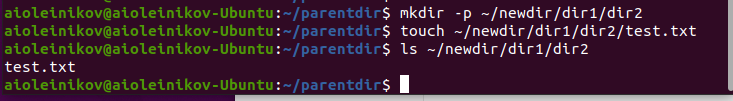 aioleinikov@aioleinikov-Ubuntu:~/parentdir$ mkdir -p ~/newdir/dir1/dir2
aioleinikov@aioleinikov-Ubuntu:~/parentdir$ touch ~/newdir/dir1/dir2/test.txt
aioleinikov@aioleinikov-Ubuntu:~/parentdir$ ls ~/newdir/dir1/dir2
test.txt
aioleinikov@aioleinikov-Ubuntu:~/parentdir$